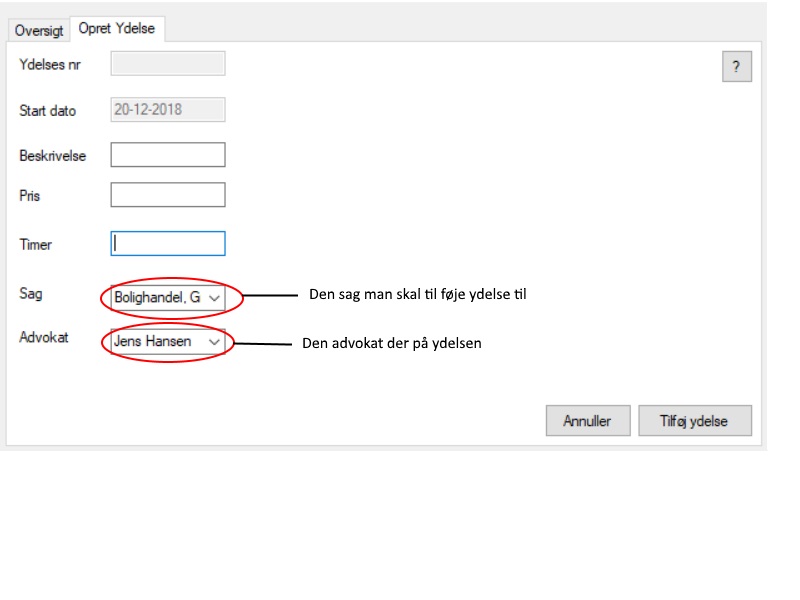 Oversigt Opret Ydelse
Ydelses nr ?
Start dato 20-12-2018
Beskrivelse
Pris
Timer
Sag Bolighandel, G Den sag man skal til føje ydelse til
Advokat Jens Hansen Den advokat der på ydelsen
Annuller Tilføj ydelse